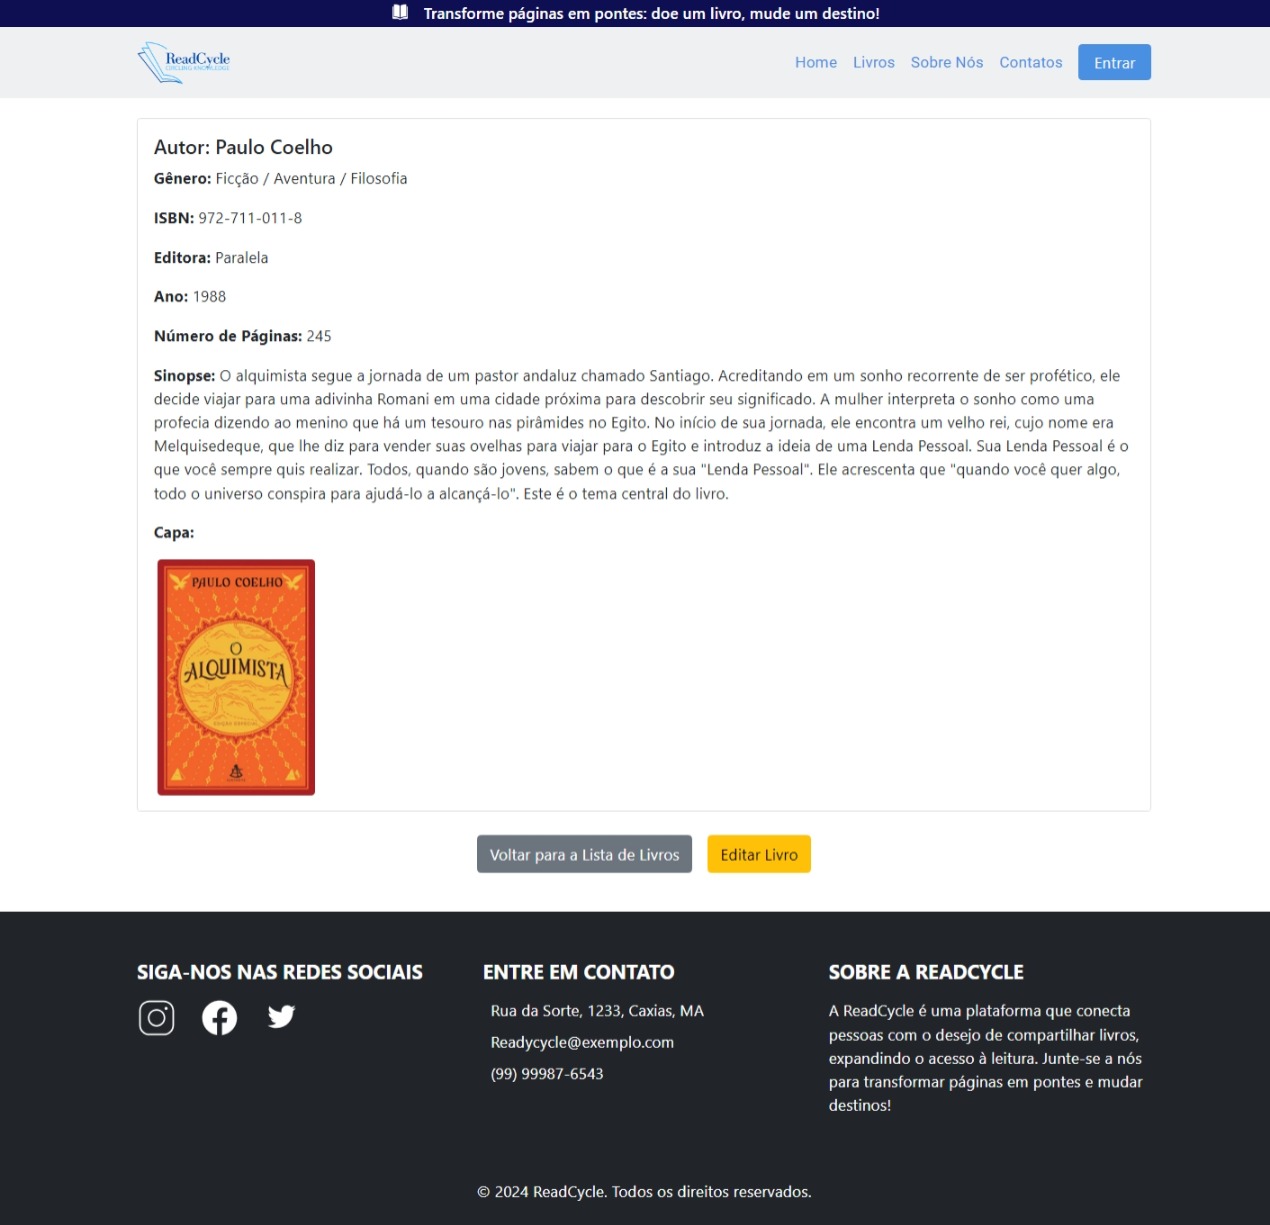 Transforme páginas em pontes: doe um livro, mude um destino!
ReadCycle
CIRCLING KNOWLEDGE
Home Livros Sobre Nós Contatos Entrar
Autor: Paulo Coelho
Gênero: Ficção / Aventura / Filosofia
ISBN: 972-711-011-8
Editora: Paralela
Ano: 1988
Número de Páginas: 245
Sinopse: O alquimista segue a jornada de um pastor andaluz chamado Santiago. Acreditando em um sonho recorrente de ser profético, ele
decide viajar para uma adivinha Romani em uma cidade próxima para descobrir seu significado. A mulher interpreta o sonho como uma
profecia dizendo ao menino que há um tesouro nas pirâmides no Egito. No início de sua jornada, ele encontra um velho rei, cujo nome era
Melquisedeque, que lhe diz para vender suas ovelhas para viajar para o Egito e introduz a ideia de uma Lenda Pessoal. Sua Lenda Pessoal é o
que você sempre quis realizar. Todos, quando são jovens, sabem o que é a sua "Lenda Pessoal". Ele acrescenta que "quando você quer algo,
todo o universo conspira para ajudá-lo a alcançá-lo". Este é o tema central do livro.
Capa:
PAULO COELHO
O
ALQUIMISTA
EDIÇÃO ESPECIAL
Voltar para a Lista de Livros Editar Livro
SIGA-NOS NAS REDES SOCIAIS
ENTRE EM CONTATO
Rua da Sorte, 1233, Caxias, MA
Readycycle@exemplo.com
(99) 99987-6543
SOBRE A READCYCLE
A ReadCycle é uma plataforma que conecta
pessoas com o desejo de compartilhar livros,
expandindo o acesso à leitura. Junte-se a nós
para transformar páginas em pontes e mudar
destinos!
© 2024 ReadCycle. Todos os direitos reservados.